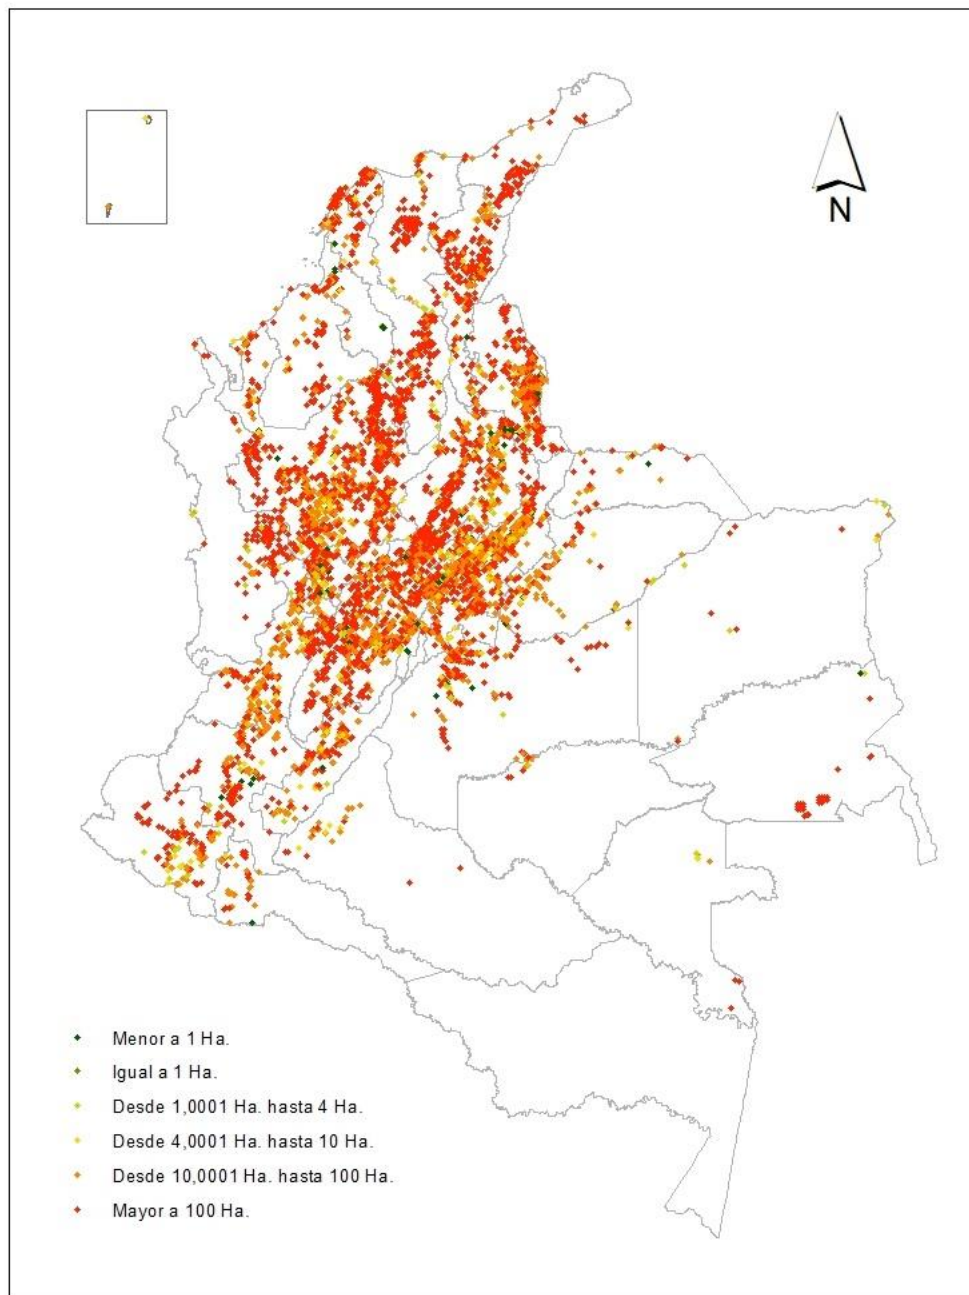 N
Menor a 1 Ha.
Igual a 1 Ha.
Desde 1,0001 Ha. hasta 4 Ha.
Desde 4,0001 Ha. hasta 10 Ha.
Desde 10,0001 Ha. hasta 100 Ha.
Mayor a 100 Ha.